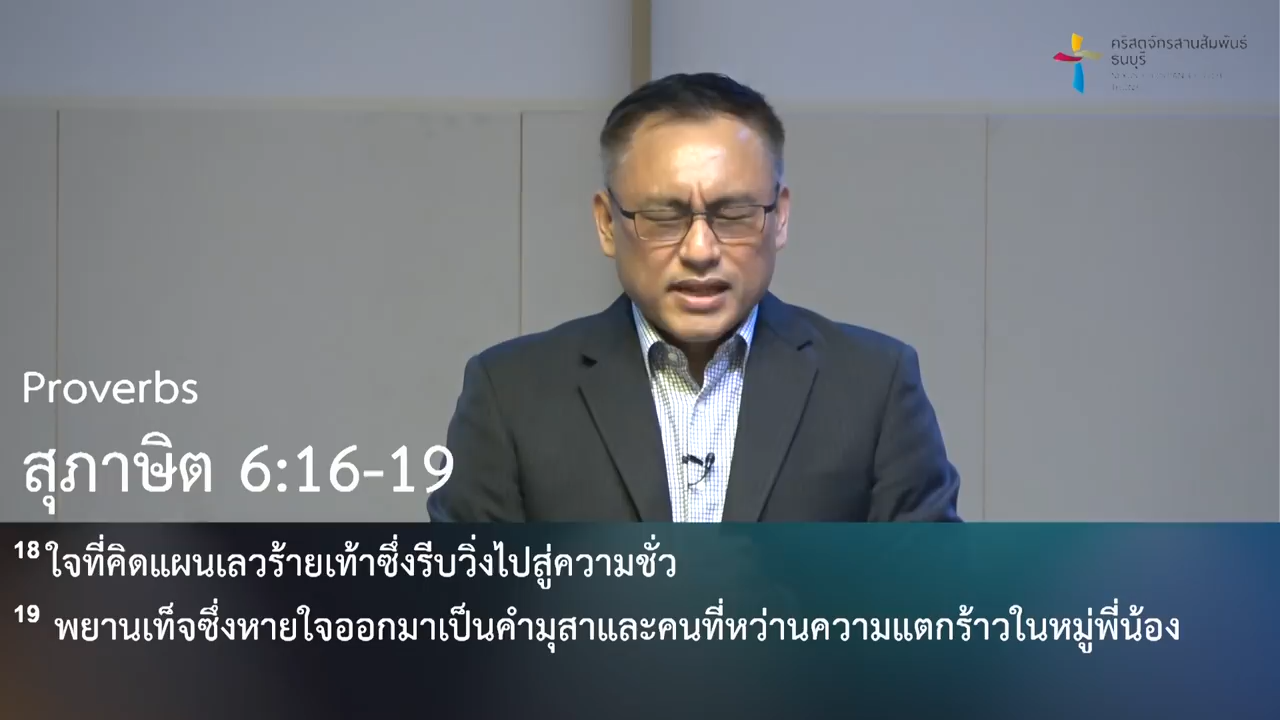 คริสตจักรสานสัมพันธ์
ธนบุรี
Proverbs
สุภาษิต 6:16-19
18 ใจที่คิดแผนเลวร้ายเท้าซึ่งรีบวิ่งไปสู่ความชั่ว
19 พยานเท็จซึ่งหายใจออกมาเป็นคำมุสาและคนที่หว่านความแตกร้าวในหมู่พี่น้อง